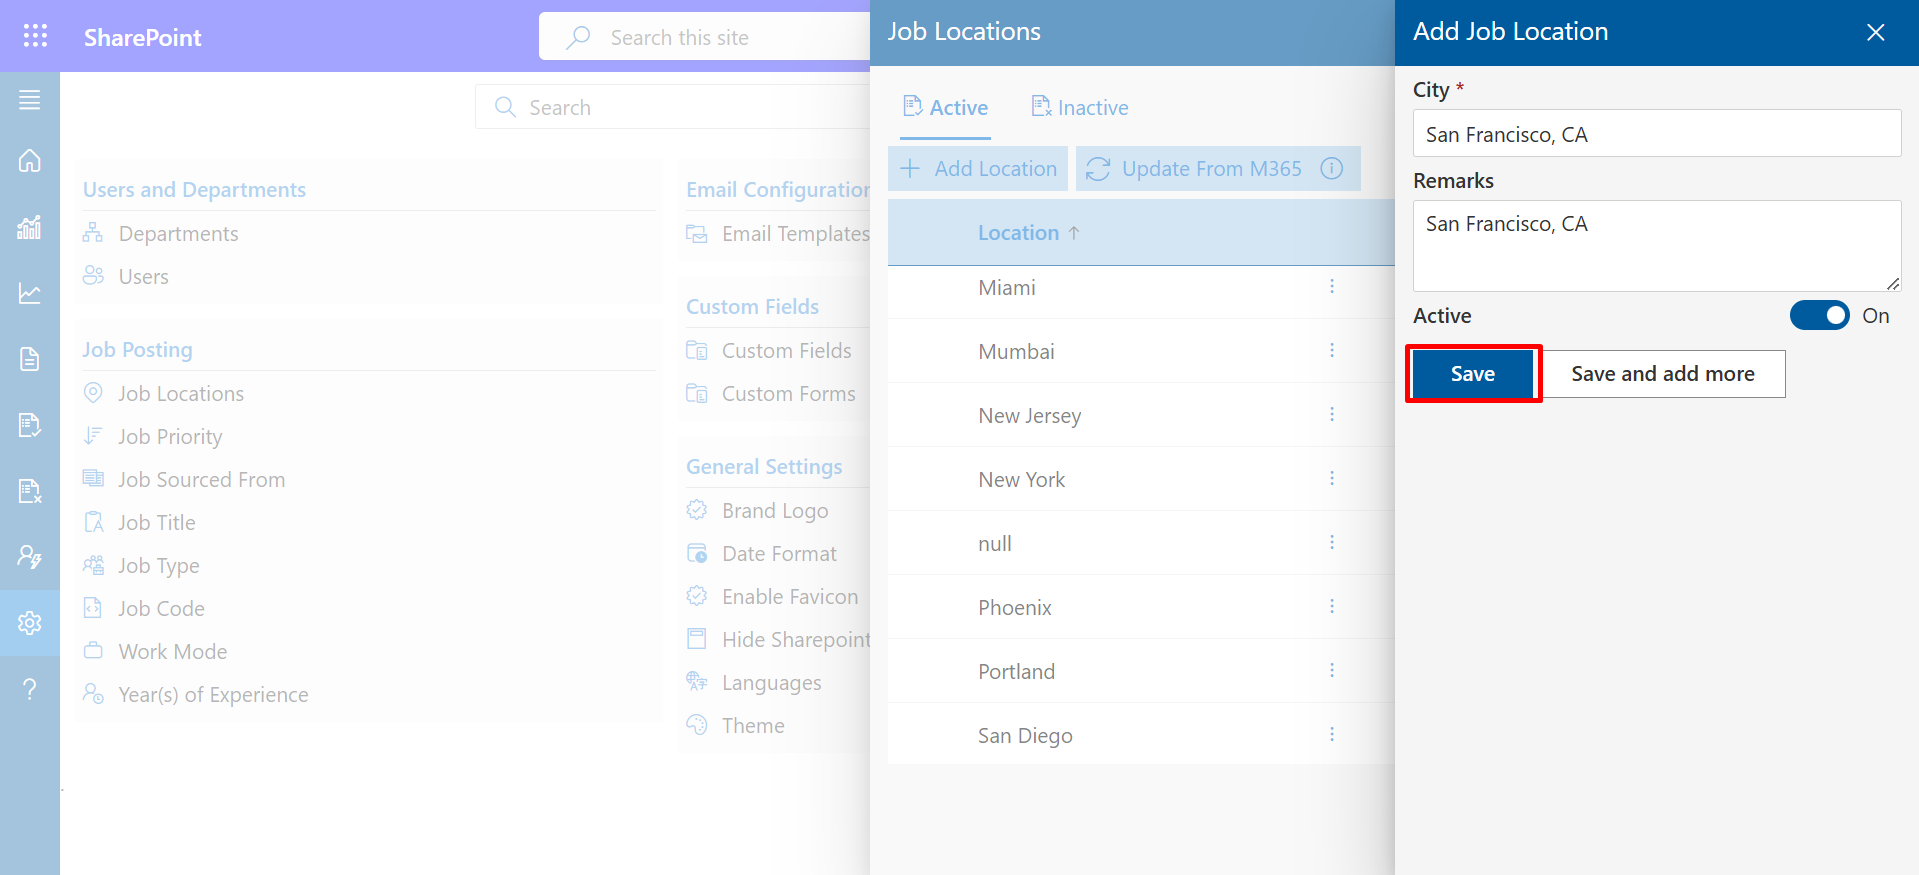 SharePoint
Search this site
Search
Users and Departments
Departments
Users
Job Posting
Job Locations
Job Priority
Job Sourced From
Job Title
Job Type
Job Code
Work Mode
Year(s) of Experience
Email Configuration
Email Templates
Custom Fields
Custom Fields
Custom Forms
General Settings
Brand Logo
Date Format
Enable Favicon
Hide Sharepoint
Languages
Theme
Job Locations
Active
Inactive
Add Location
Update From M365
Location
Miami
Mumbai
New Jersey
New York
null
Phoenix
Portland
San Diego
Add Job Location
City *
San Francisco, CA
Remarks
San Francisco, CA
Active
On
Save
Save and add more